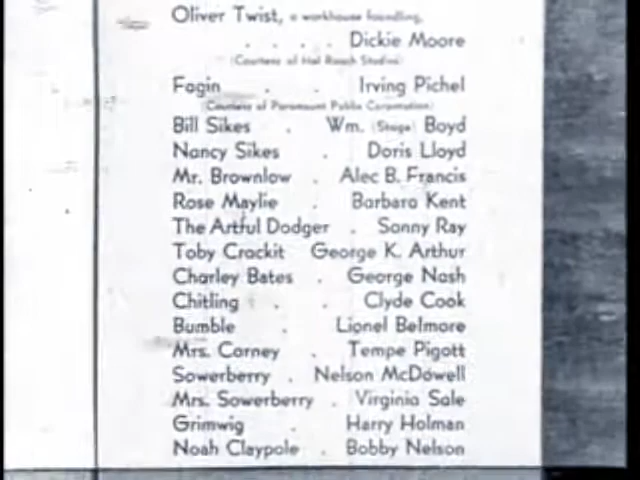 Oliver Twist, a workhouse foundling,
. . . . Dickie Moore
(Courtesy of Hal Roach Studios)
Fagin . . Irving Pichel
(Courtesy of Paramount Publix Corporation)
Bill Sikes . Wm. (Stage) Boyd
Nancy Sikes . Doris Lloyd
Mr. Brownlow . Alec B. Francis
Rose Maylie . Barbara Kent
The Artful Dodger . Sonny Ray
Toby Crackit George K. Arthur
Charley Bates . George Nash
Chitling . . Clyde Cook
Bumble . Lionel Belmore
Mrs. Corney . Tempe Pigott
Sowerberry . Nelson McDowell
Mrs. Sowerberry . Virginia Sale
Grimwig . Harry Holman
Noah Claypole . Bobby Nelson